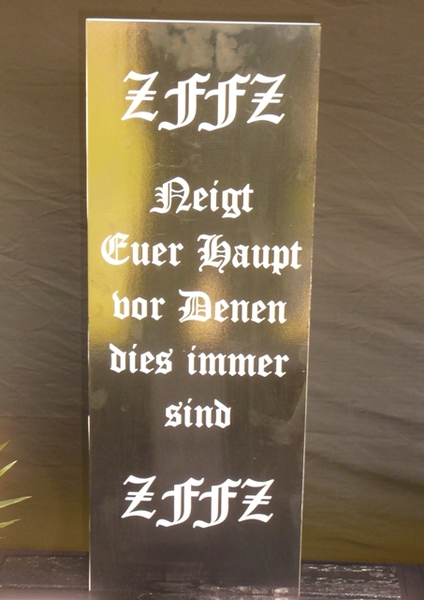 ZFFZ
Neigt
Euer Haupt
vor Denen
dies immer
sind
ZFFZ